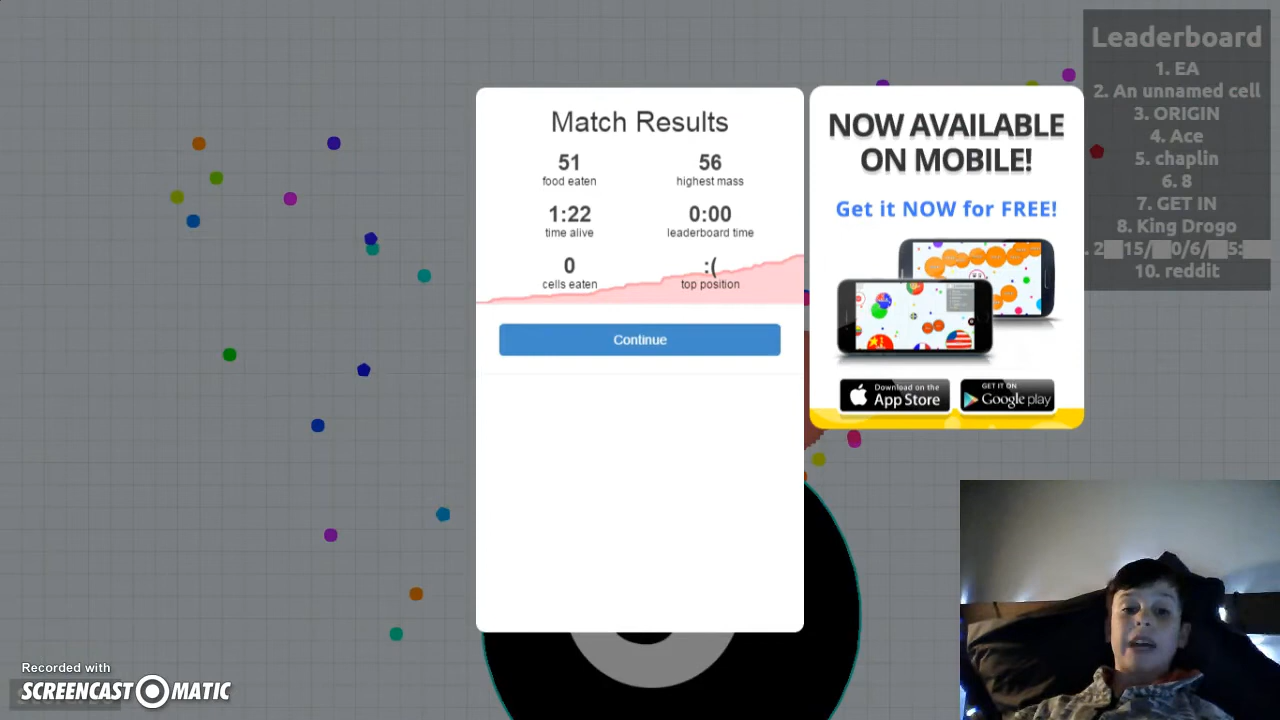 Match Results
51
food eaten
56
highest mass
1:22
time alive
0:00
leaderboard time
0
cells eaten
:(
top position
Continue
NOW AVAILABLE
ON MOBILE!
Get it NOW for FREE!
Download on the
App Store
GET IT ON
Google play
Leaderboard
1. EA
2. An unnamed cell
3. ORIGIN
4. Ace
5. chaplin
6. 8
7. GET IN
8. King Drogo
10. reddit
Recorded with
SCREENCAST-O-MATIC